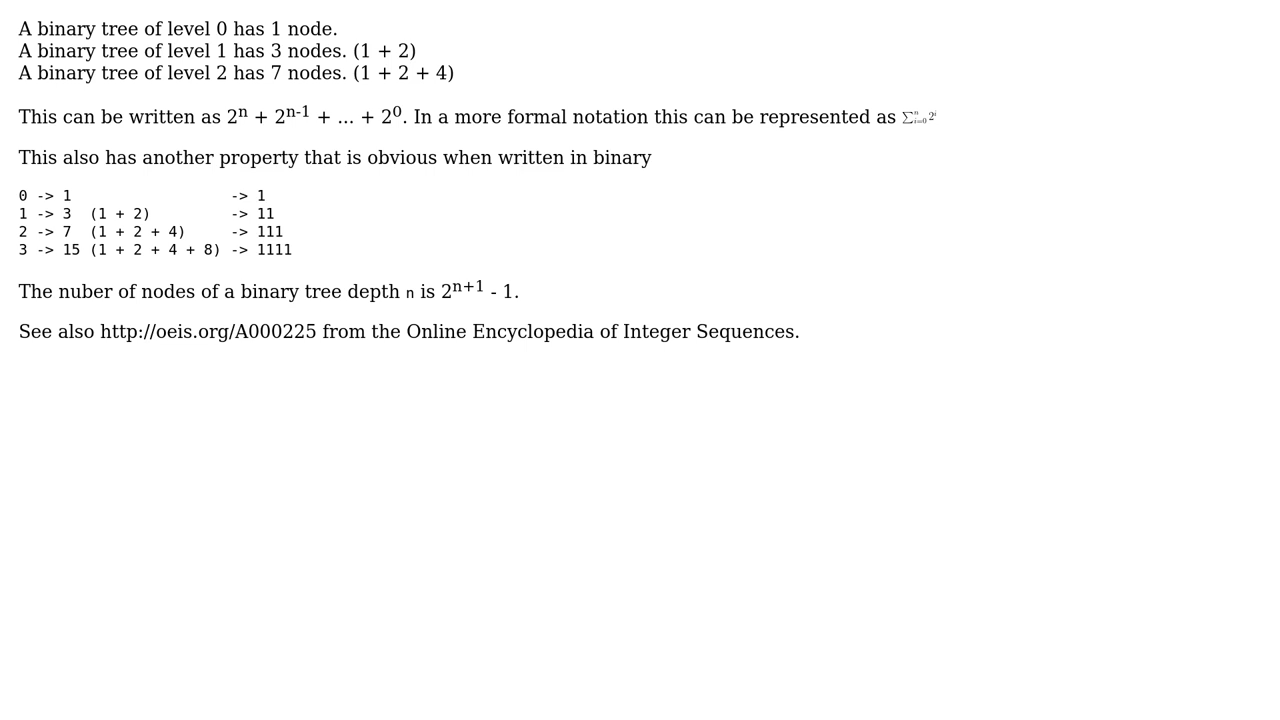 A binary tree of level 0 has 1 node.
A binary tree of level 1 has 3 nodes. (1 + 2)
A binary tree of level 2 has 7 nodes. (1 + 2 + 4)
This can be written as 2ⁿ + 2ⁿ⁻¹ + ... + 2⁰. In a more formal notation this can be represented as ∑ⁿᵢ₌₀ 2ⁱ
This also has another property that is obvious when written in binary
0 -> 1                  -> 1
1 -> 3  (1 + 2)         -> 11
2 -> 7  (1 + 2 + 4)     -> 111
3 -> 15 (1 + 2 + 4 + 8) -> 1111
The nuber of nodes of a binary tree depth n is 2ⁿ⁺¹ - 1.
See also http://oeis.org/A000225 from the Online Encyclopedia of Integer Sequences.